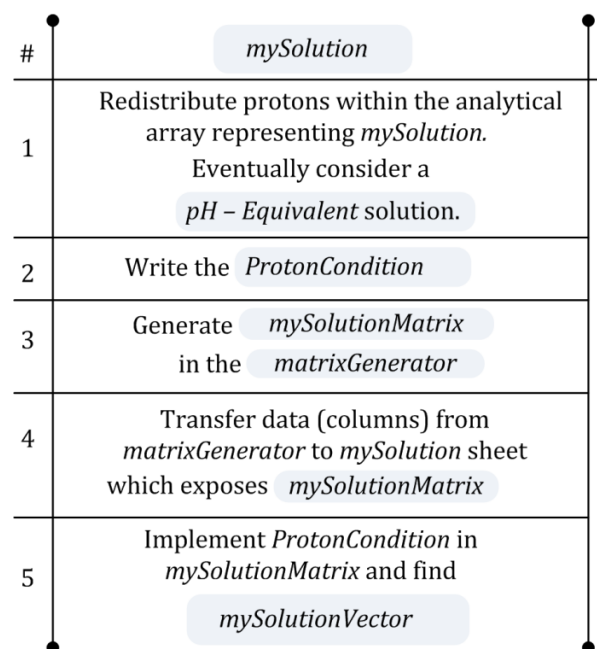 # mySolution
1
Redistribute protons within the analytical
array representing mySolution.
Eventually consider a
pH – Equivalent solution.
2 Write the ProtonCondition
3
Generate mySolutionMatrix
in the matrixGenerator
4
Transfer data (columns) from
matrixGenerator to mySolution sheet
which exposes mySolutionMatrix
5
Implement ProtonCondition in
mySolutionMatrix and find
mySolutionVector